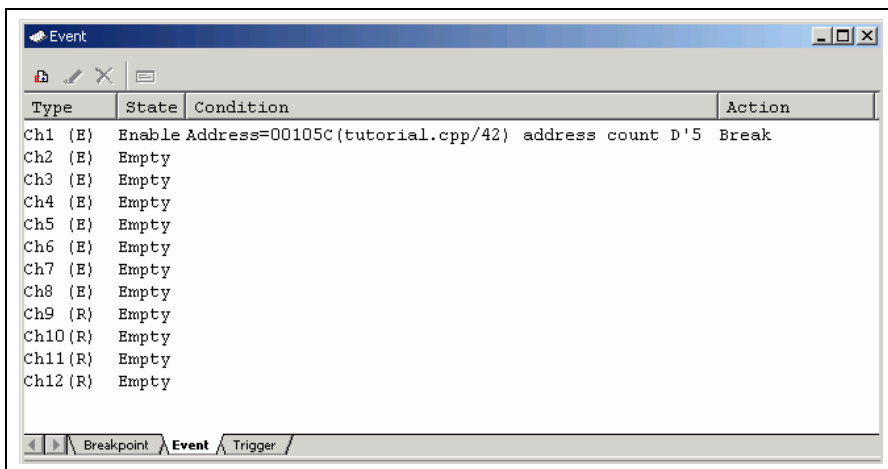 Event
Type State Condition Action
Ch1 (E) Enable Address=00105C(tutorial.cpp/42) address count D'5 Break
Ch2 (E) Empty
Ch3 (E) Empty
Ch4 (E) Empty
Ch5 (E) Empty
Ch6 (E) Empty
Ch7 (E) Empty
Ch8 (E) Empty
Ch9 (R) Empty
Ch10(R) Empty
Ch11(R) Empty
Ch12(R) Empty
Breakpoint Event Trigger